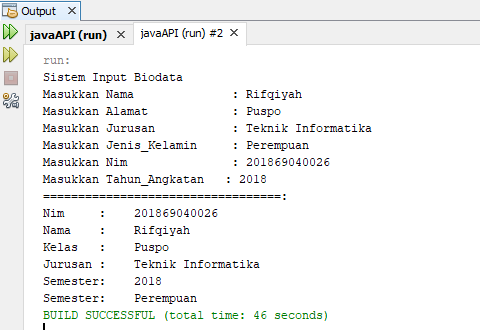 Output ×
javaAPI (run) × javaAPI (run) #2 ×
run:
Sistem Input Biodata
Masukkan Nama : Rifqiyah
Masukkan Alamat : Puspo
Masukkan Jurusan : Teknik Informatika
Masukkan Jenis_Kelamin : Perempuan
Masukkan Nim : 201869040026
Masukkan Tahun_Angkatan : 2018
==================================:
Nim : 201869040026
Nama : Rifqiyah
Kelas : Puspo
Jurusan : Teknik Informatika
Semester: 2018
Semester: Perempuan
BUILD SUCCESSFUL (total time: 46 seconds)